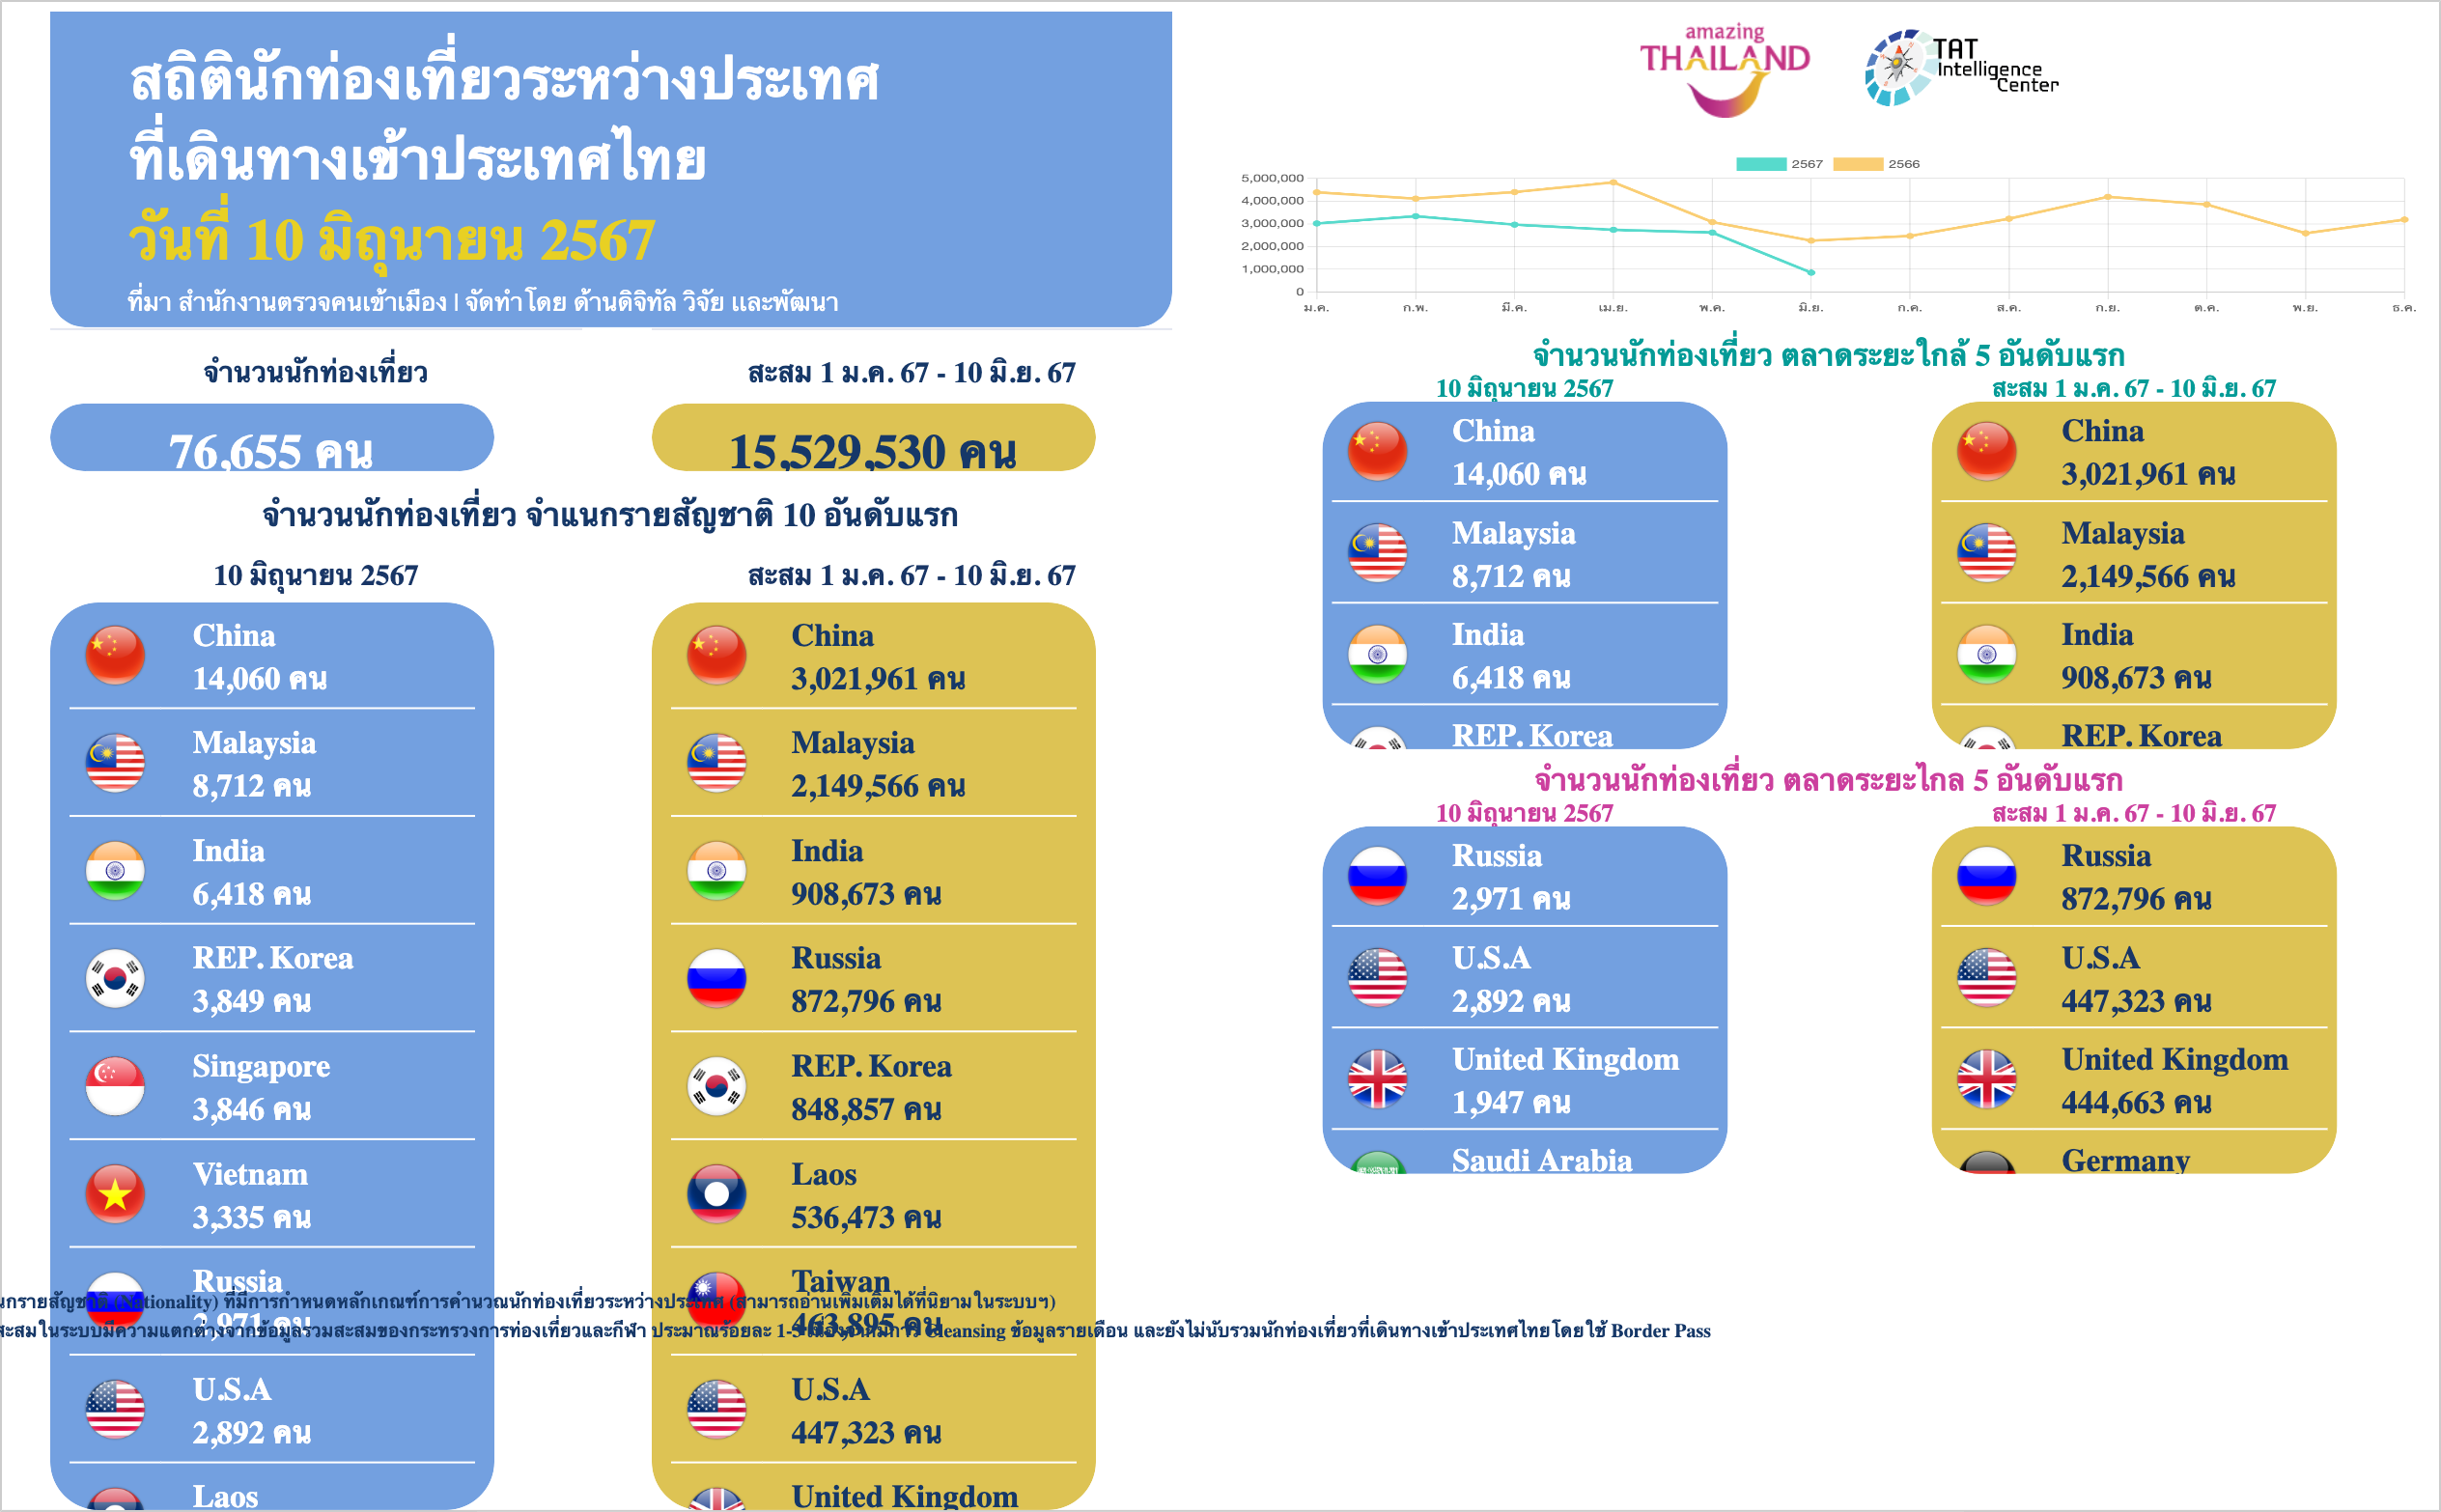 สถิตินักท่องเที่ยวระหว่างประเทศ
ที่เดินทางเข้าประเทศไทย
วันที่ 10 มิถุนายน 2567
ที่มา สำนักงานตรวจคนเข้าเมือง | จัดทำโดย ด้านดิจิทัล วิจัย และพัฒนา
จำนวนนักท่องเที่ยว
76,655 คน
สะสม 1 ม.ค. 67 - 10 มิ.ย. 67
15,529,530 คน
จำนวนนักท่องเที่ยว จำแนกรายสัญชาติ 10 อันดับแรก
10 มิถุนายน 2567
China
14,060 คน
Malaysia
8,712 คน
India
6,418 คน
REP. Korea
3,849 คน
Singapore
3,846 คน
Vietnam
3,335 คน
Russia
2,971 คน
U.S.A
2,892 คน
Laos
สะสม 1 ม.ค. 67 - 10 มิ.ย. 67
China
3,021,961 คน
Malaysia
2,149,566 คน
India
908,673 คน
Russia
872,796 คน
REP. Korea
848,857 คน
Laos
536,473 คน
Taiwan
463,895 คน
U.S.A
447,323 คน
United Kingdom
นกรายสัญชาติ (Nationality) ที่มีการกำหนดหลักเกณฑ์การคำนวณนักท่องเที่ยวระหว่างประเทศ (สามารถอ่านเพิ่มเติมได้ที่นิยามในระบบฯ)
สะสมในระบบมีความแตกต่างจากข้อมูลรวมสะสมของกระทรวงการท่องเที่ยวและกีฬา ประมาณร้อยละ Cleansing ข้อมูลรายเดือน และยังไม่นับรวมนักท่องเที่ยวที่เดินทางเข้าประเทศไทยโดยใช้ Border Pass
amazing
THAILAND
TAT
Intelligence
Center
2567 2566
5,000,000
4,000,000
3,000,000
2,000,000
1,000,000
0
ม.ค. ก.พ. มี.ค. เม.ย. พ.ค. มิ.ย. ก.ค. ส.ค. ก.ย. ต.ค. พ.ย. ธ.ค.
จำนวนนักท่องเที่ยว ตลาดระยะใกล้ 5 อันดับแรก
10 มิถุนายน 2567
China
14,060 คน
Malaysia
8,712 คน
India
6,418 คน
REP. Korea
สะสม 1 ม.ค. 67 - 10 มิ.ย. 67
China
3,021,961 คน
Malaysia
2,149,566 คน
India
908,673 คน
REP. Korea
จำนวนนักท่องเที่ยว ตลาดระยะไกล 5 อันดับแรก
10 มิถุนายน 2567
Russia
2,971 คน
U.S.A
2,892 คน
United Kingdom
1,947 คน
Saudi Arabia
สะสม 1 ม.ค. 67 - 10 มิ.ย. 67
Russia
872,796 คน
U.S.A
447,323 คน
United Kingdom
444,663 คน
Germany